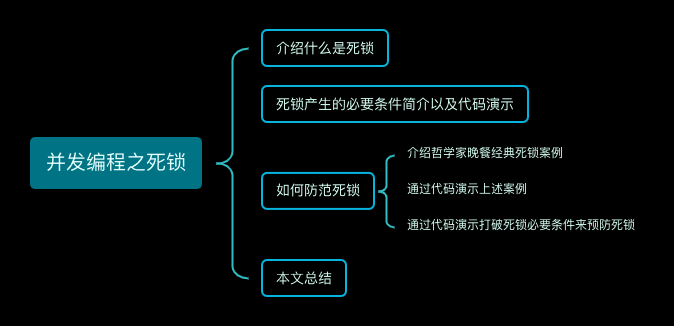 并发编程之死锁
介绍什么是死锁
死锁产生的必要条件简介以及代码演示
如何防范死锁
介绍哲学家晚餐经典死锁案例
通过代码演示上述案例
通过代码演示打破死锁必要条件来预防死锁
本文总结